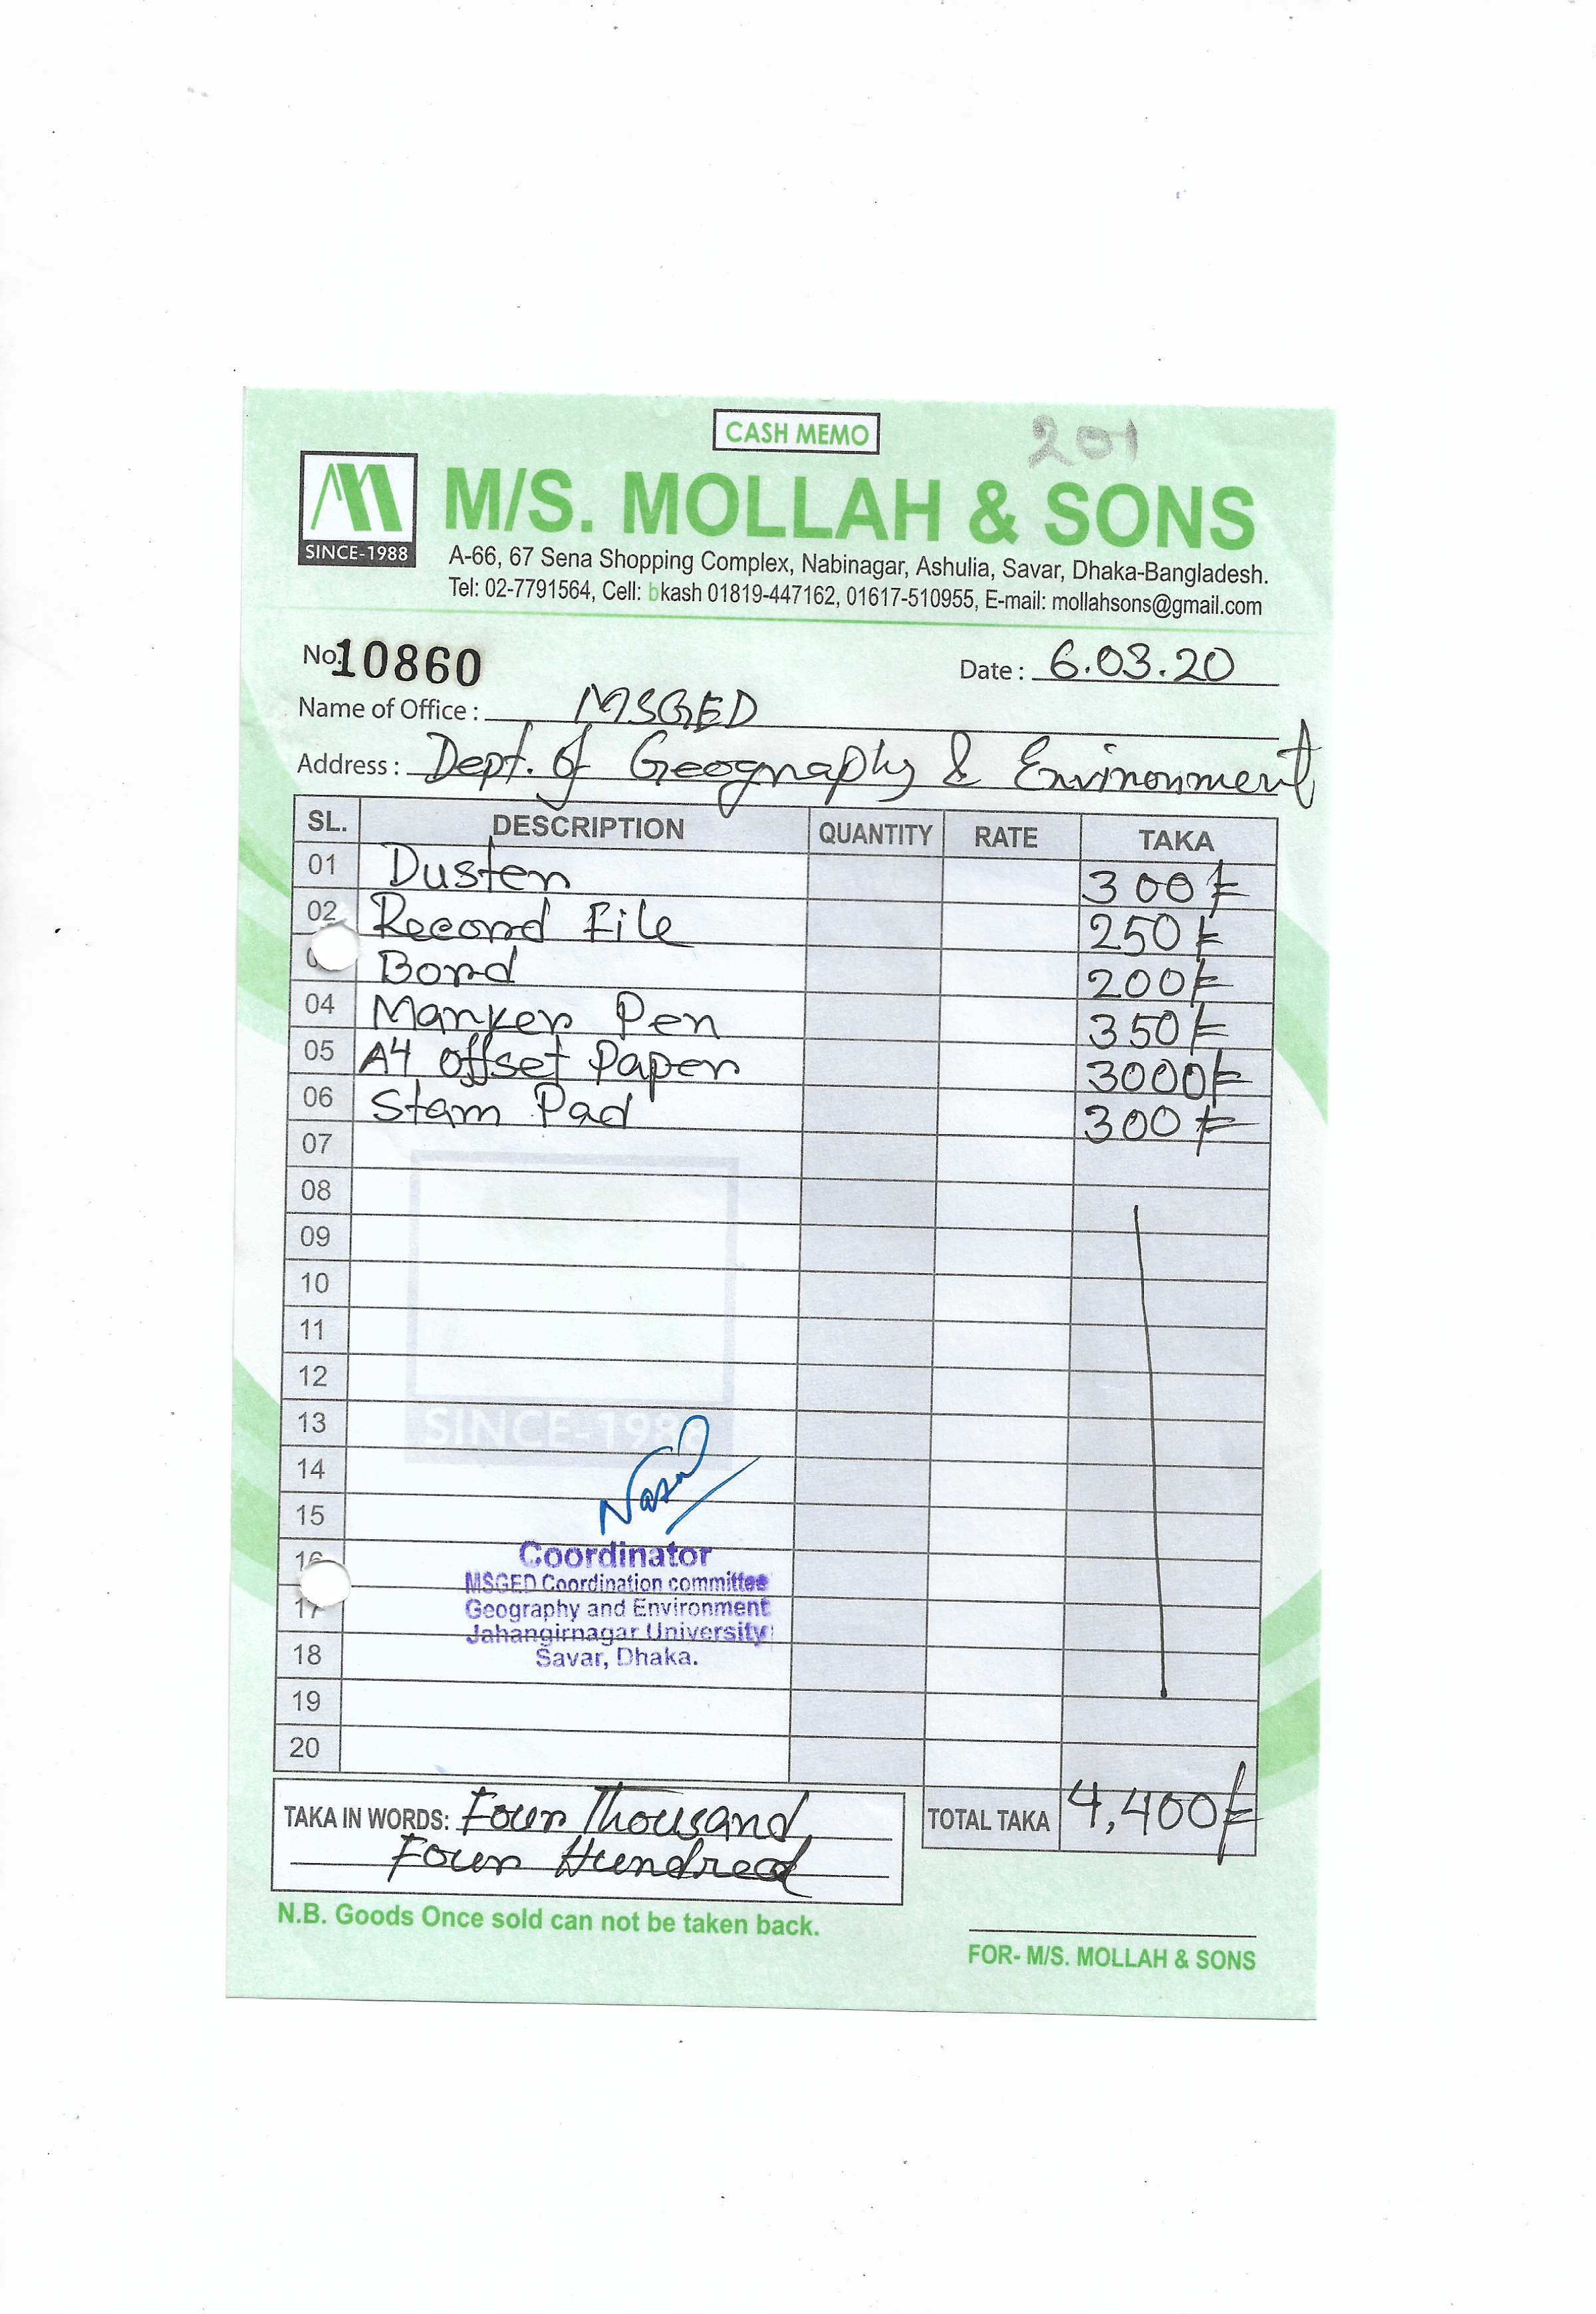 CASH MEMO
201
SINCE-1988
M/S. MOLLAH & SONS
A-66, 67 Sena Shopping Complex, Nabinagar, Ashulia, Savar, Dhaka-Bangladesh.
Tel: 02-7791564, Cell: bkash 01819-447162, 01617-510955, E-mail: mollahsons@gmail.com
No. 10860 Date : 6.03.20
Name of Office : MSGED
Address : Dept. of Geography & Environment
SL. DESCRIPTION QUANTITY RATE TAKA
01 Duster 300/=
02 Record File 250/=
Bord 200/=
04 Marker Pen 350/=
05 A4 offset Paper 3000/=
06 Stam Pad 300/=
07
08
09
10
11
12
13
SINCE-1988
14
15
16
Coordinator
MSGED Coordination committee
17
Geography and Environment
Jahangirnagar University
18
Savar, Dhaka.
19
20
TAKA IN WORDS: Four Thousand TOTAL TAKA 4,400/=
Four Hundred
N.B. Goods Once sold can not be taken back.
FOR- M/S. MOLLAH & SONS